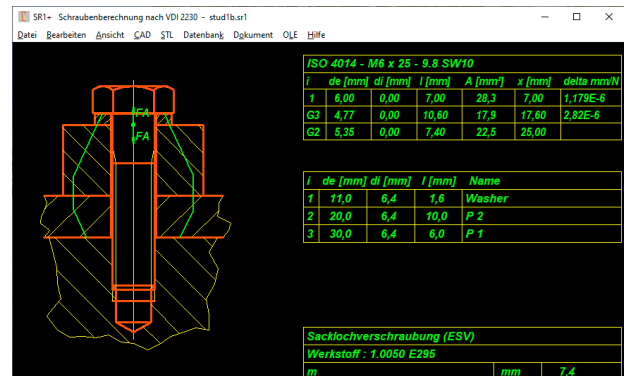 SR1+ Schraubenberechnung nach VDI 2230 - stud1b.sr1
Datei Bearbeiten Ansicht CAD STL Datenbank Dokument OLE Hilfe
FA
FA
ISO 4014 - M6 x 25 - 9.8 SW10
i de [mm] di [mm] l [mm] A [mm²] x [mm] delta mm/N
1 6,00 0,00 7,00 28,3 7,00 1,179E-6
G3 4,77 0,00 10,60 17,9 17,60 2,82E-6
G2 5,35 0,00 7,40 22,5 25,00
i de [mm] di [mm] l [mm] Name
1 11,0 6,4 1,6 Washer
2 20,0 6,4 10,0 P 2
3 30,0 6,4 6,0 P 1
Sacklochverschraubung (ESV)
Werkstoff : 1.0050 E295
m mm 7,4